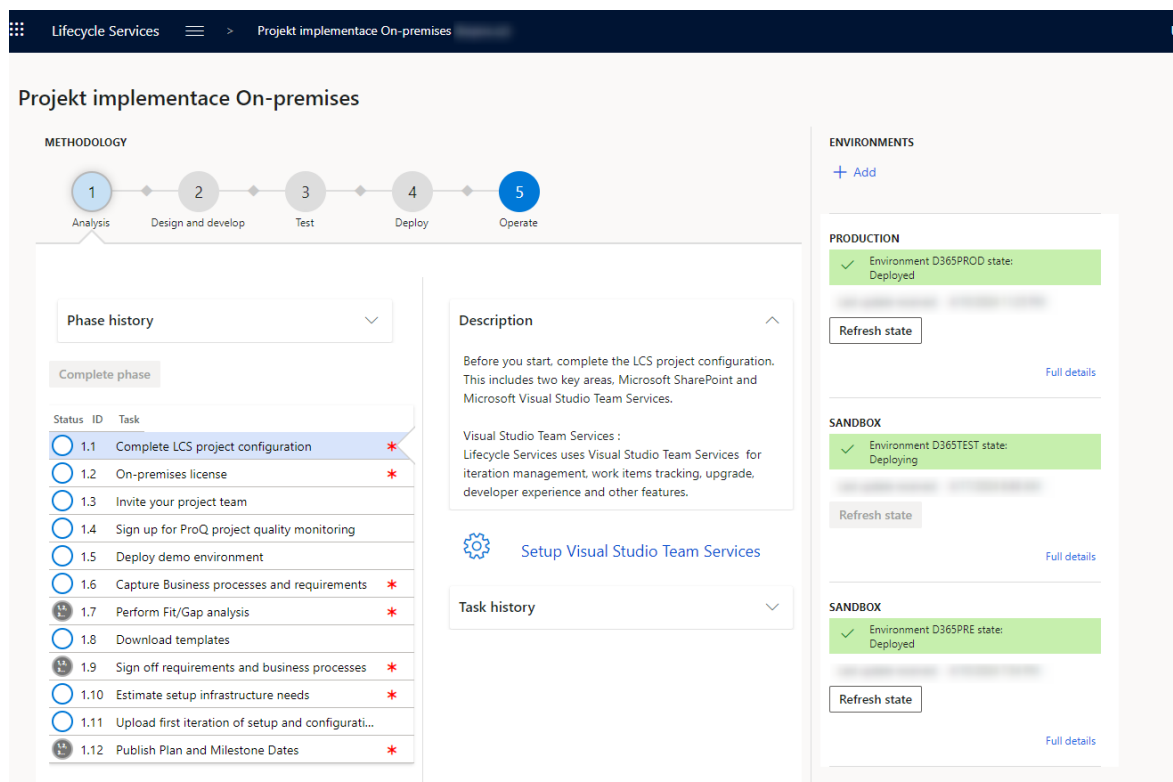 Lifecycle Services > Projekt implementace On-premises
Projekt implementace On-premises
METHODOLOGY
1 2 3 4 5
Analysis Design and develop Test Deploy Operate
Phase history
Complete phase
Status ID Task
1.1 Complete LCS project configuration *
1.2 On-premises license *
1.3 Invite your project team
1.4 Sign up for ProQ project quality monitoring
1.5 Deploy demo environment
1.6 Capture Business processes and requirements *
1.7 Perform Fit/Gap analysis *
1.8 Download templates
1.9 Sign off requirements and business processes *
1.10 Estimate setup infrastructure needs *
1.11 Upload first iteration of setup and configurati...
1.12 Publish Plan and Milestone Dates *
Description
Before you start, complete the LCS project configuration.
This includes two key areas, Microsoft SharePoint and
Microsoft Visual Studio Team Services.
Visual Studio Team Services :
Lifecycle Services uses Visual Studio Team Services for
iteration management, work items tracking, upgrade,
developer experience and other features.
Setup Visual Studio Team Services
Task history
ENVIRONMENTS
+ Add
PRODUCTION
Environment D365PROD state:
Deployed
Refresh state
Full details
SANDBOX
Environment D365TEST state:
Deploying
Refresh state
Full details
SANDBOX
Environment D365PRE state:
Deployed
Refresh state
Full details